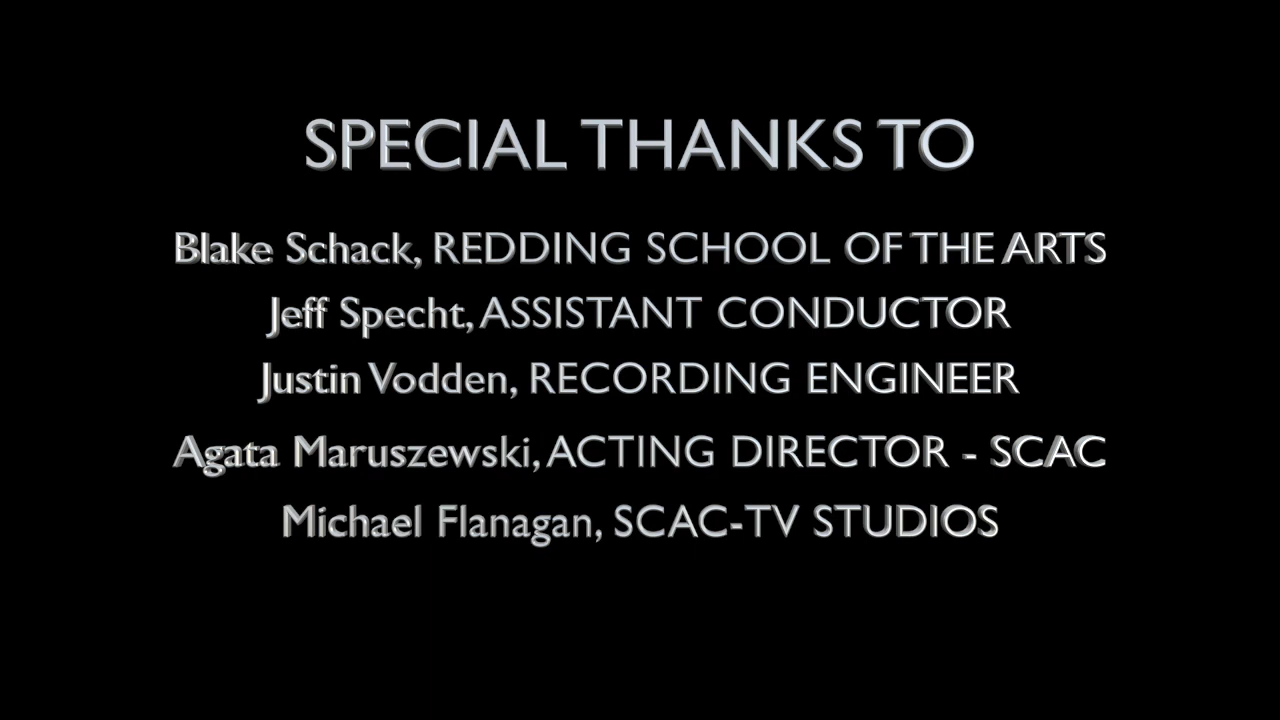 SPECIAL THANKS TO
Blake Schack, REDDING SCHOOL OF THE ARTS
Jeff Specht, ASSISTANT CONDUCTOR
Justin Vodden, RECORDING ENGINEER
Agata Maruszewski, ACTING DIRECTOR - SCAC
Michael Flanagan, SCAC-TV STUDIOS